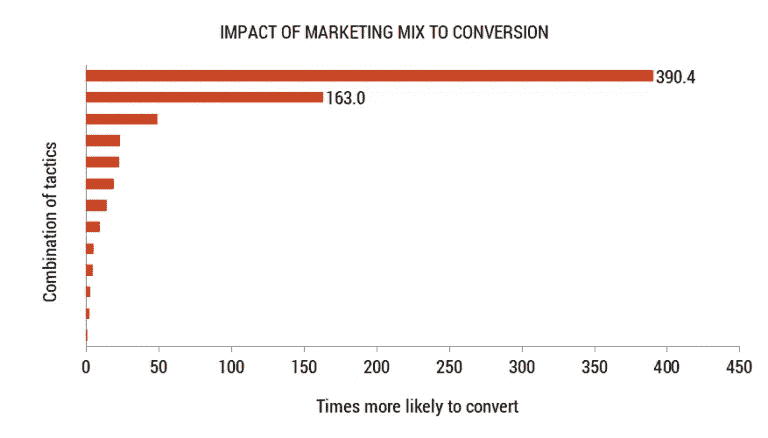 IMPACT OF MARKETING MIX TO CONVERSION
390.4
163.0
Combination of tactics
0 50 100 150 200 250 300 350 400 450
Times more likely to convert